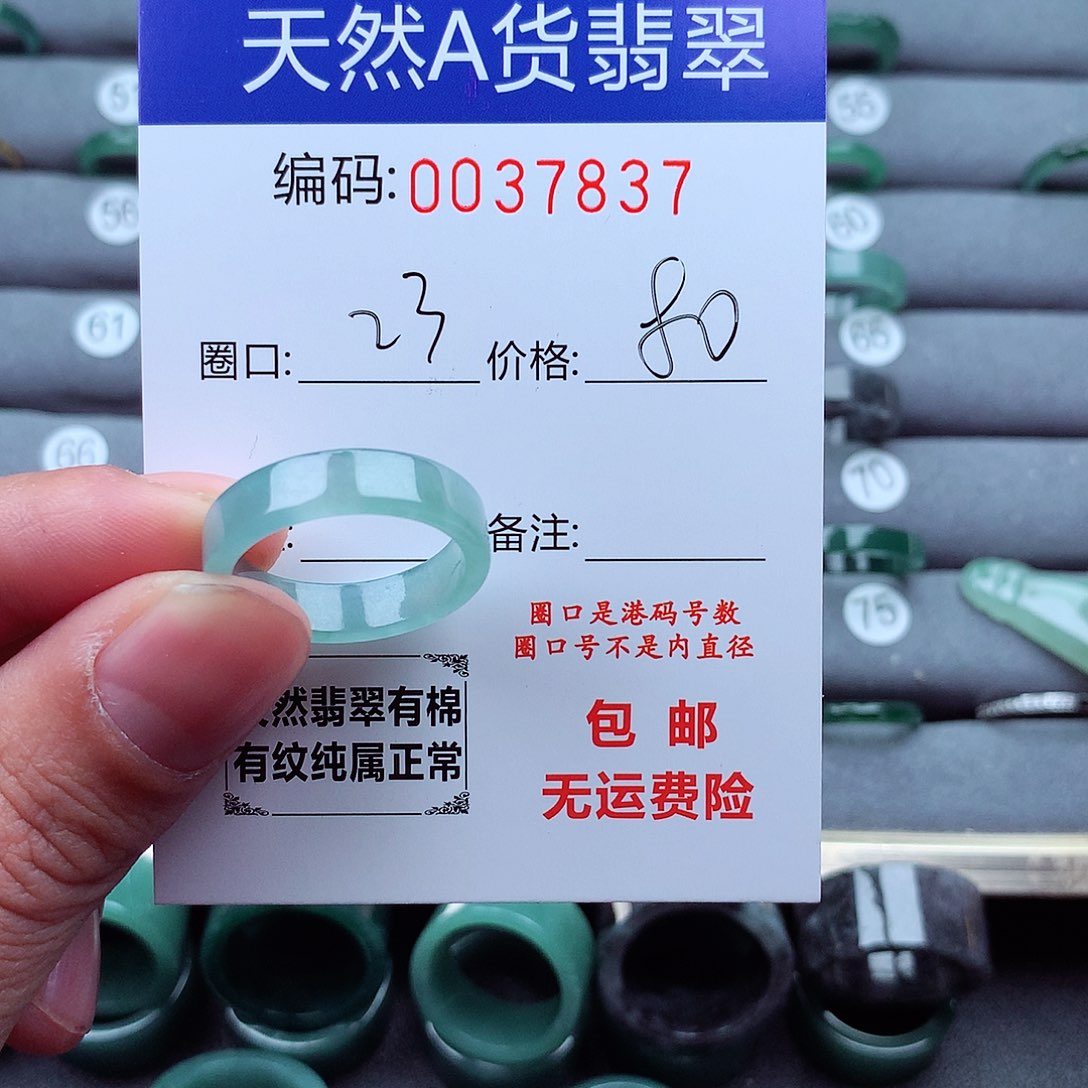 天然A货翡翠
编码:0037837
圈口: 23 价格: 80
备注:
圈口是港码号数
圈口号不是内直径
然翡翠有棉
有纹纯属正常
包 邮
无运费险
51
56
61
66
55
60
65
70
75